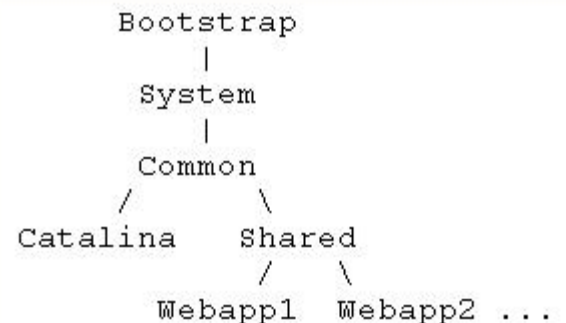 Bootstrap
|
System
|
Common
/ \
Catalina Shared
/ \
Webapp1 Webapp2 ...